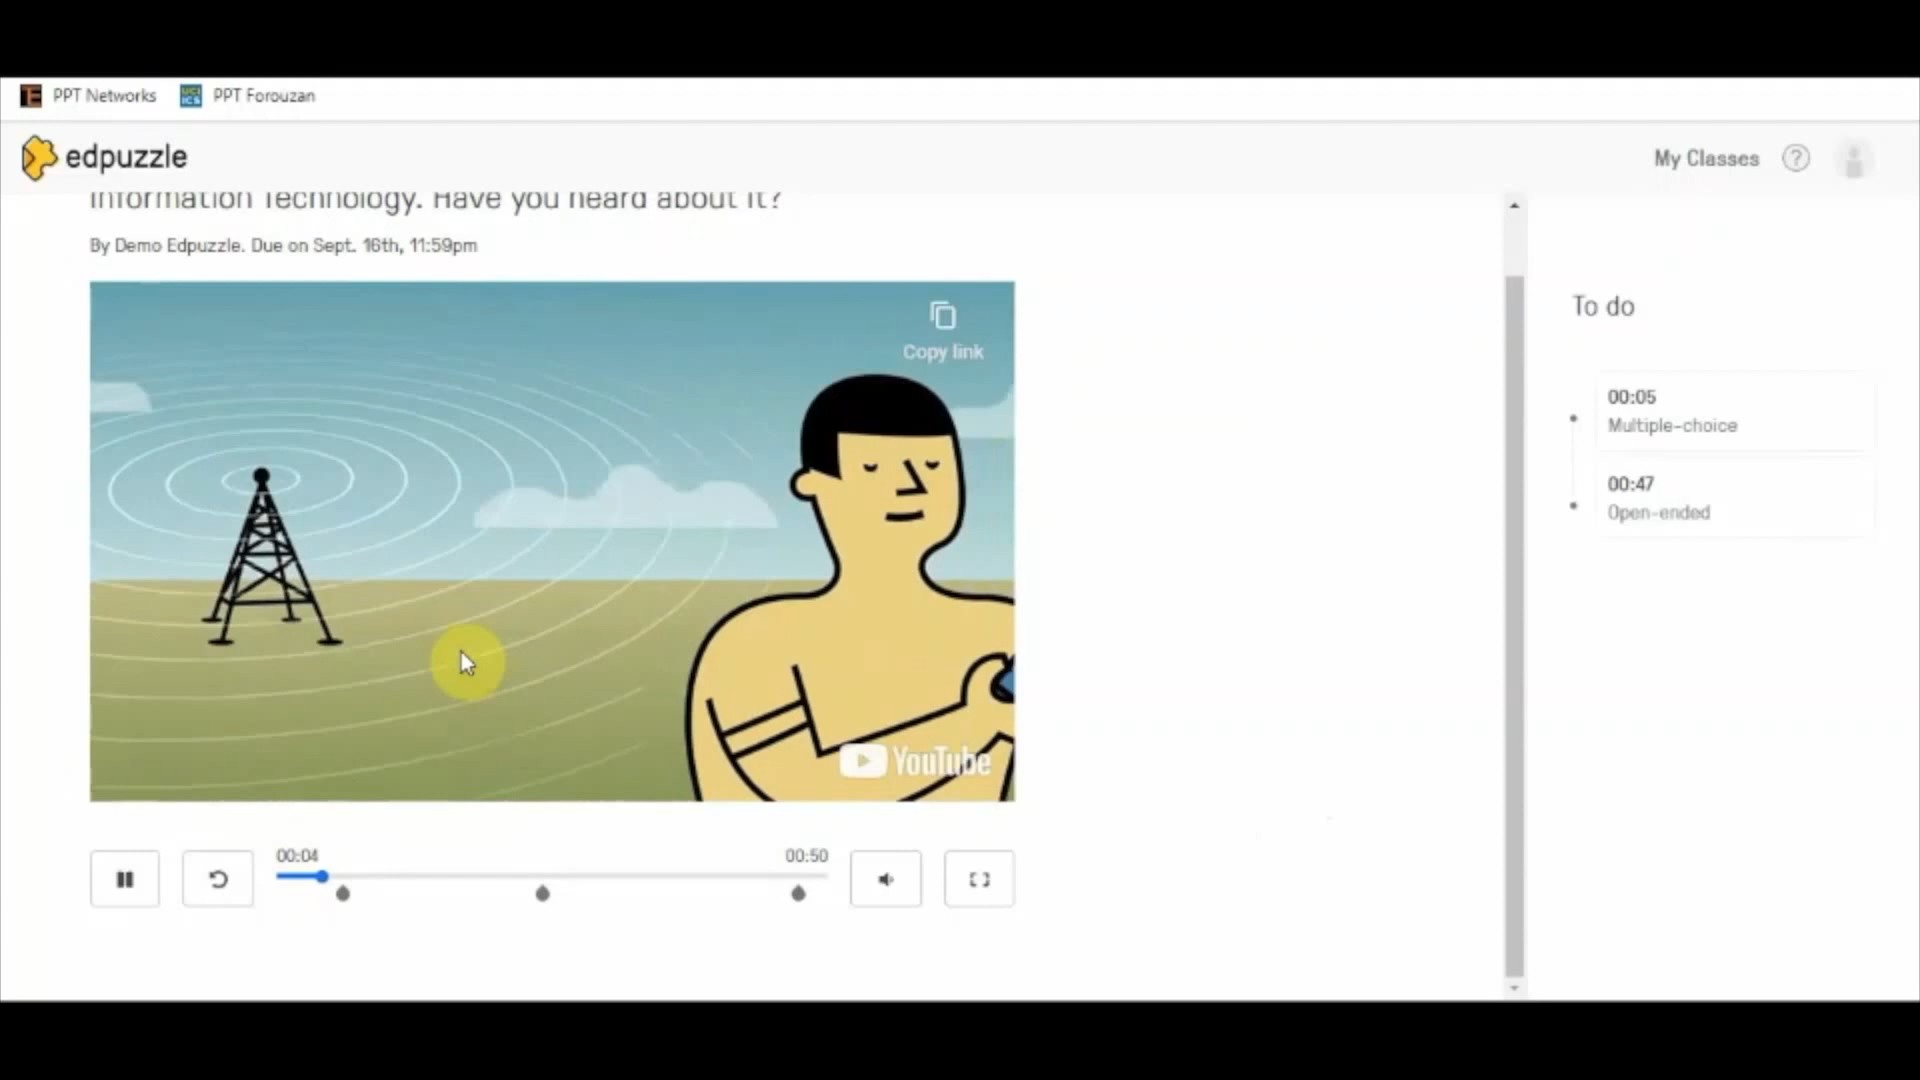 PPT Networks PPT Forouzan
edpuzzle
My Classes ?
Information Technology. Have you heard about it?
By Demo Edpuzzle. Due on Sept. 16th, 11:59pm
Copy link
YouTube
To do
00:05
Multiple-choice
00:47
Open-ended
00:04 00:50